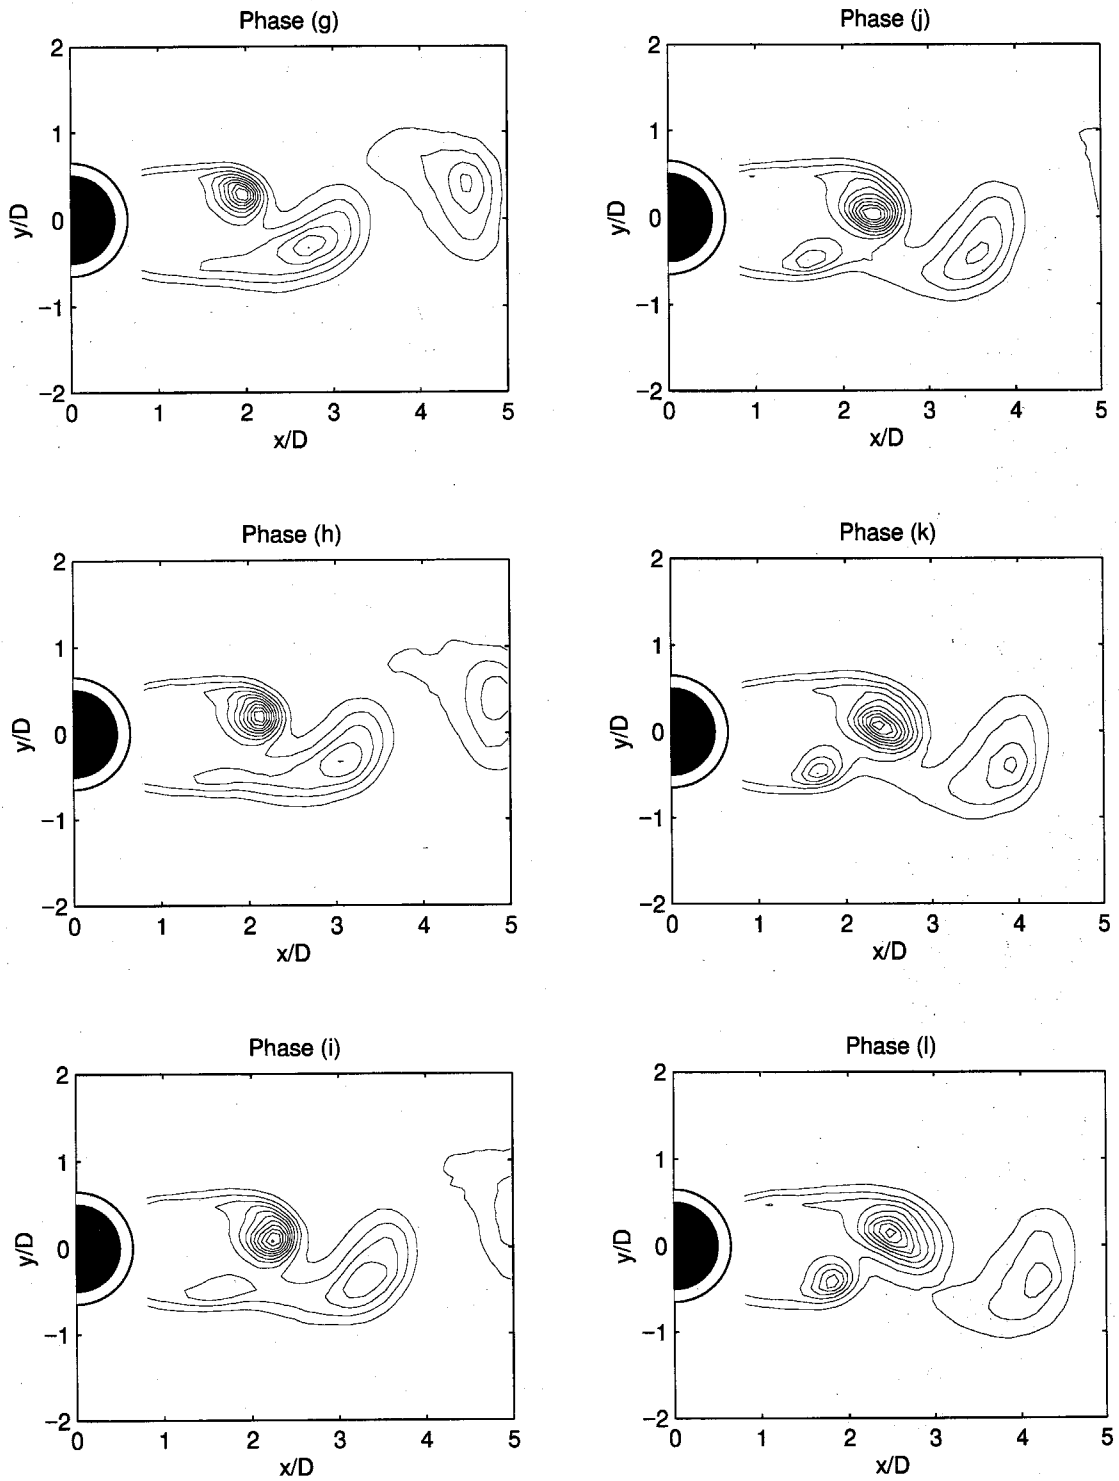 Phase (g)
2
1
0
−1
−2
y/D
0 1 2 3 4 5
x/D
Phase (j)
2
1
0
−1
−2
y/D
0 1 2 3 4 5
x/D
Phase (h)
2
1
0
−1
−2
y/D
0 1 2 3 4 5
x/D
Phase (k)
2
1
0
−1
−2
y/D
0 1 2 3 4 5
x/D
Phase (i)
2
1
0
−1
−2
y/D
0 1 2 3 4 5
x/D
Phase (l)
2
1
0
−1
−2
y/D
0 1 2 3 4 5
x/D